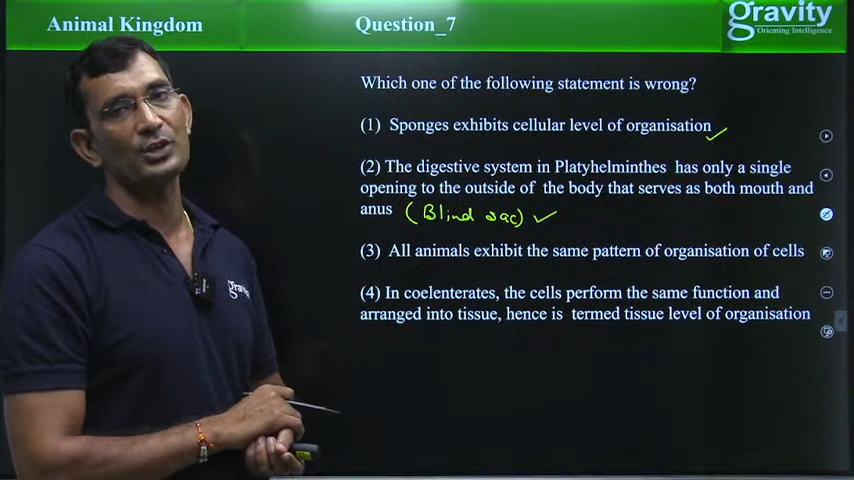 Animal Kingdom
Question_7
gravity
Orienting Intelligence
Which one of the following statement is wrong?
(1) Sponges exhibits cellular level of organisation
(2) The digestive system in Platyhelminthes has only a single
opening to the outside of the body that serves as both mouth and
anus (Blind sac)
(3) All animals exhibit the same pattern of organisation of cells
(4) In coelenterates, the cells perform the same function and
arranged into tissue, hence is termed tissue level of organisation
gravity